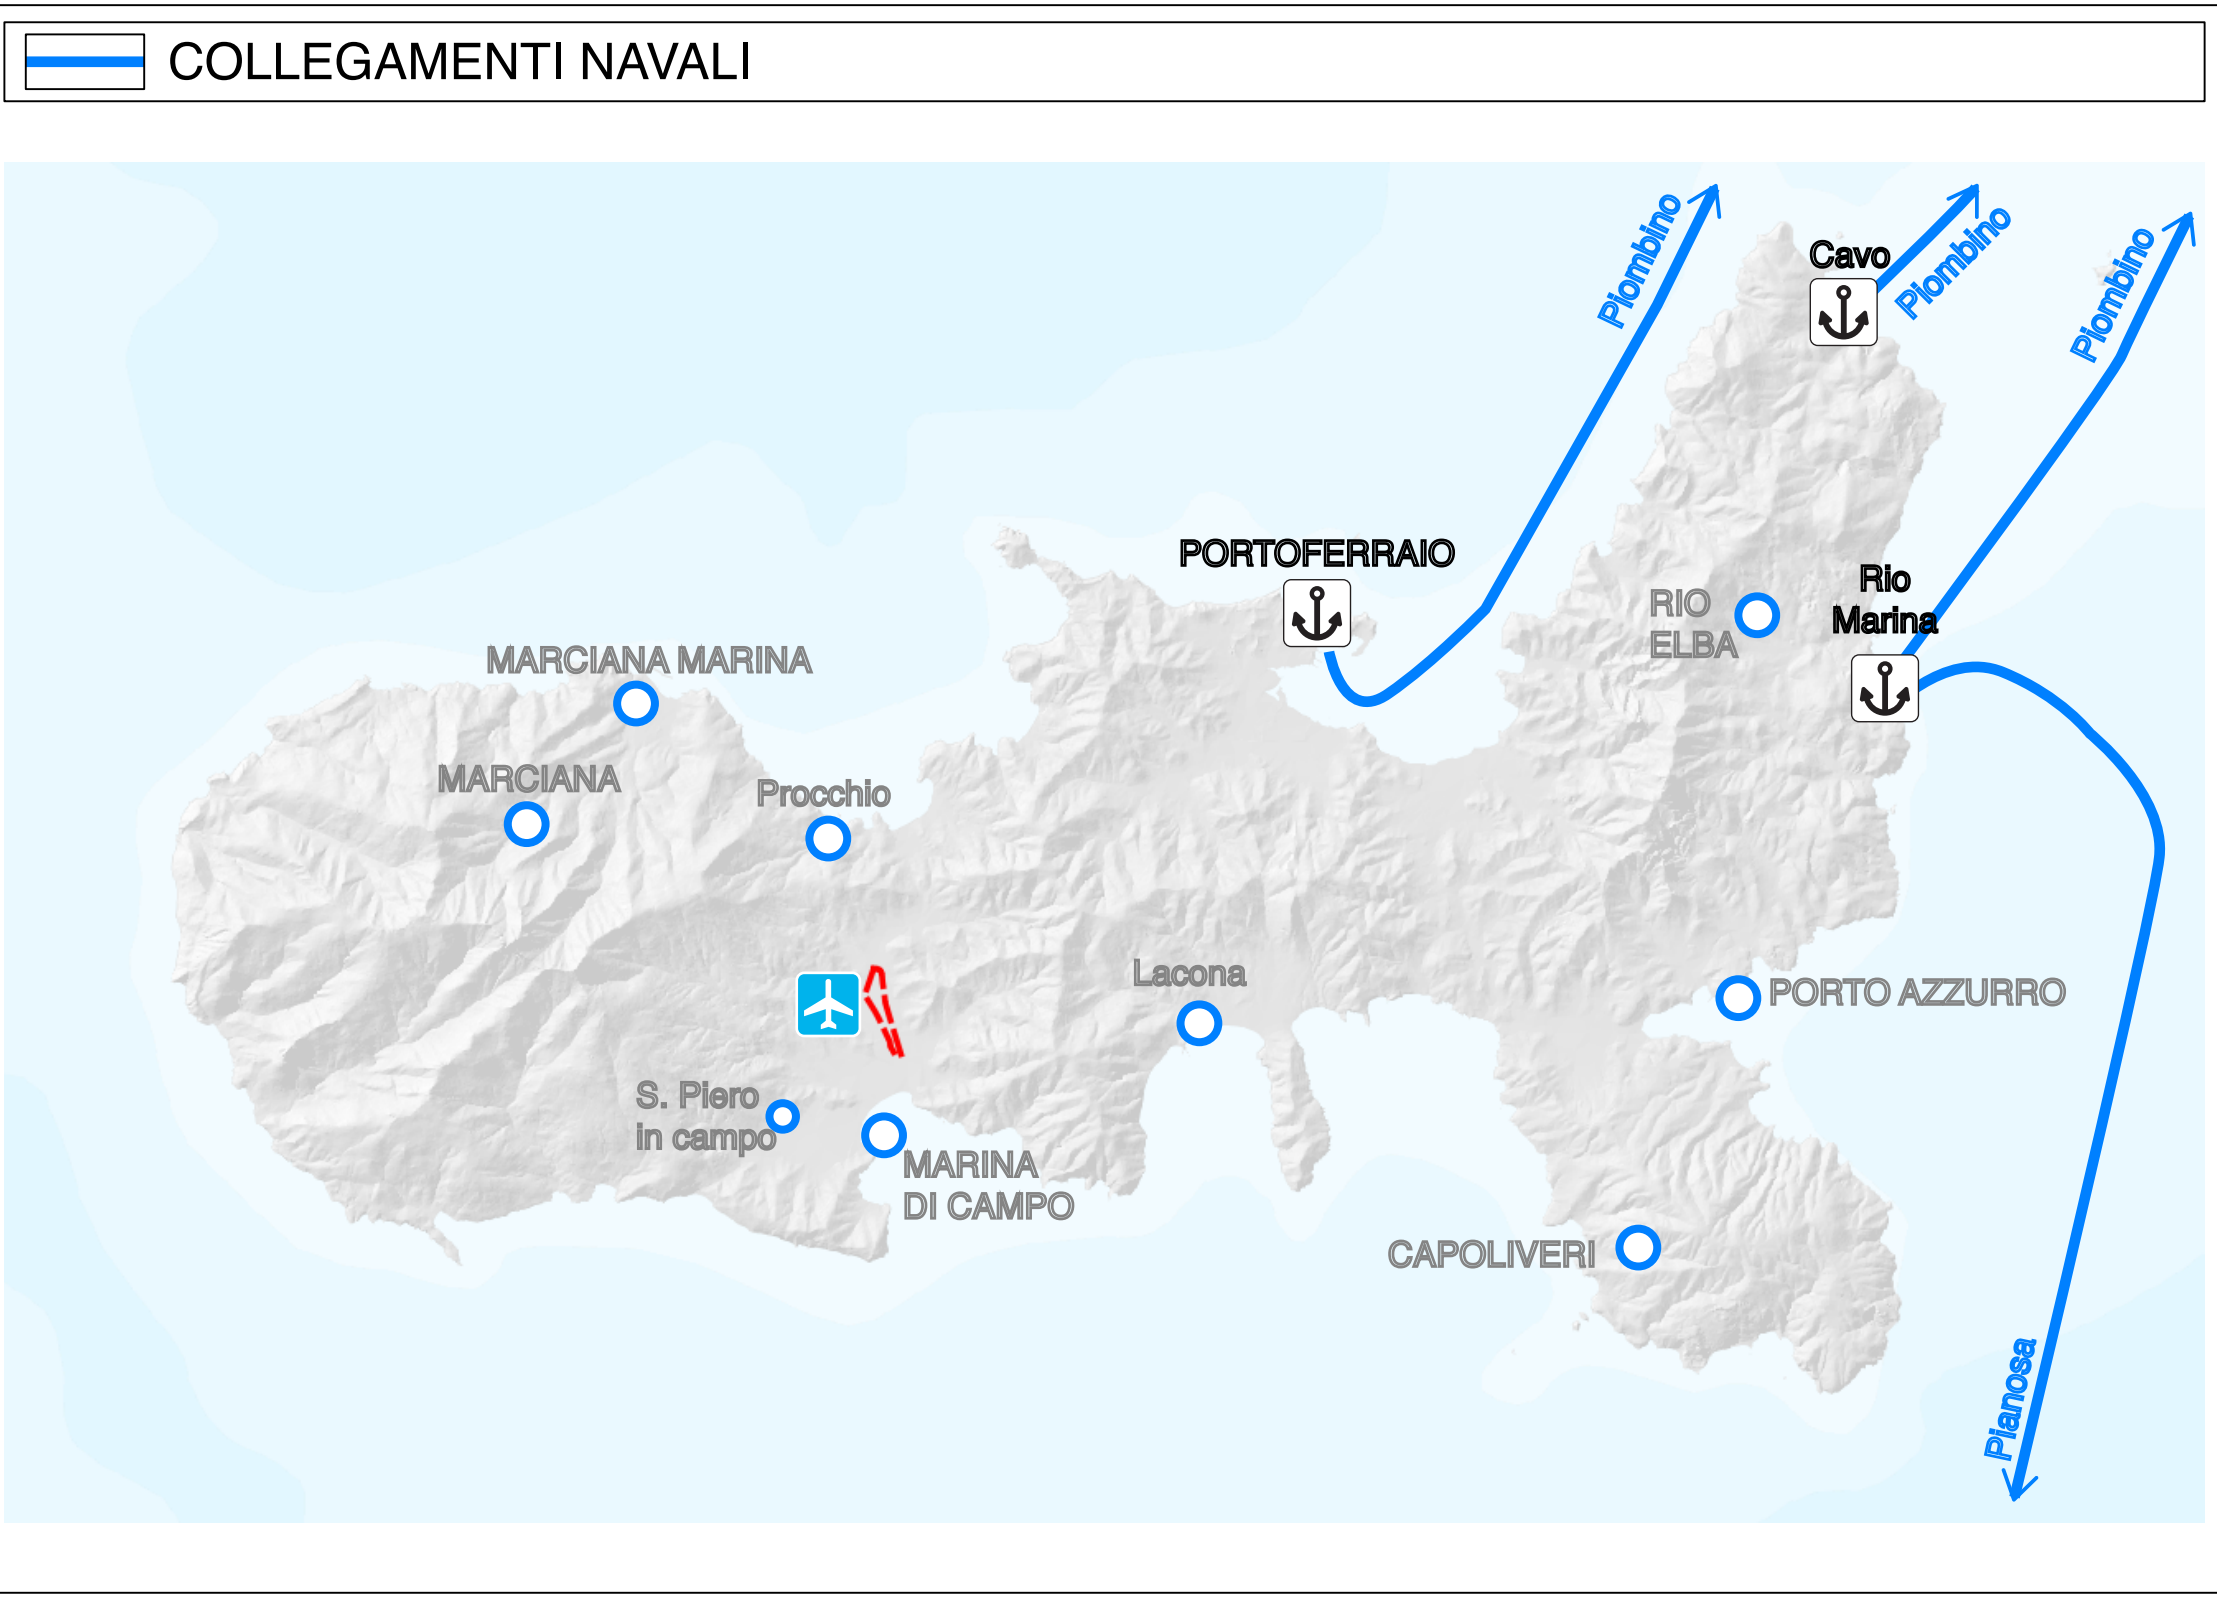 COLLEGAMENTI NAVALI
Piombino
Cavo
Piombino
Piombino
PORTOFERRAIO
Rio
Marina
RIO
ELBA
MARCIANA MARINA
MARCIANA
Procchio
Lacona
PORTO AZZURRO
S. Piero
in campo
MARINA
DI CAMPO
CAPOLIVERI
Pianosa